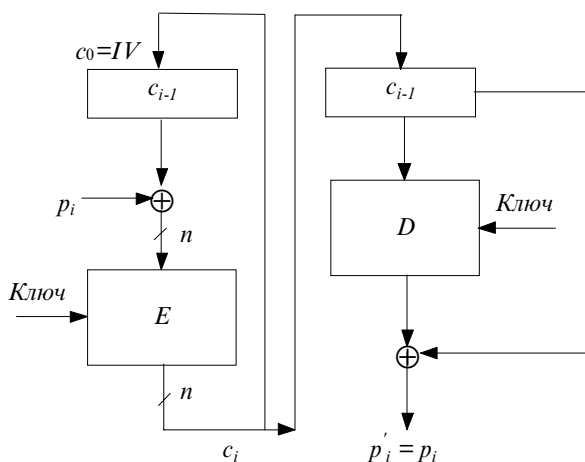 c₀=IV
cᵢ₋₁
pᵢ
n
Ключ
E
n
cᵢ
cᵢ₋₁
D
Ключ
p'ᵢ = pᵢ